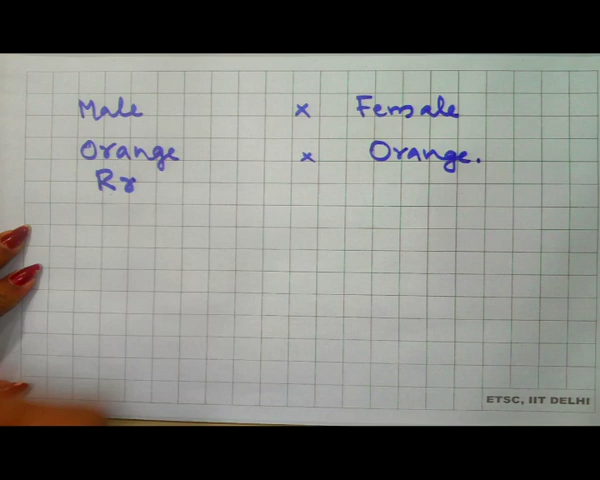 Male × Female
Orange × Orange.
Rr
ETSC, IIT DELHI